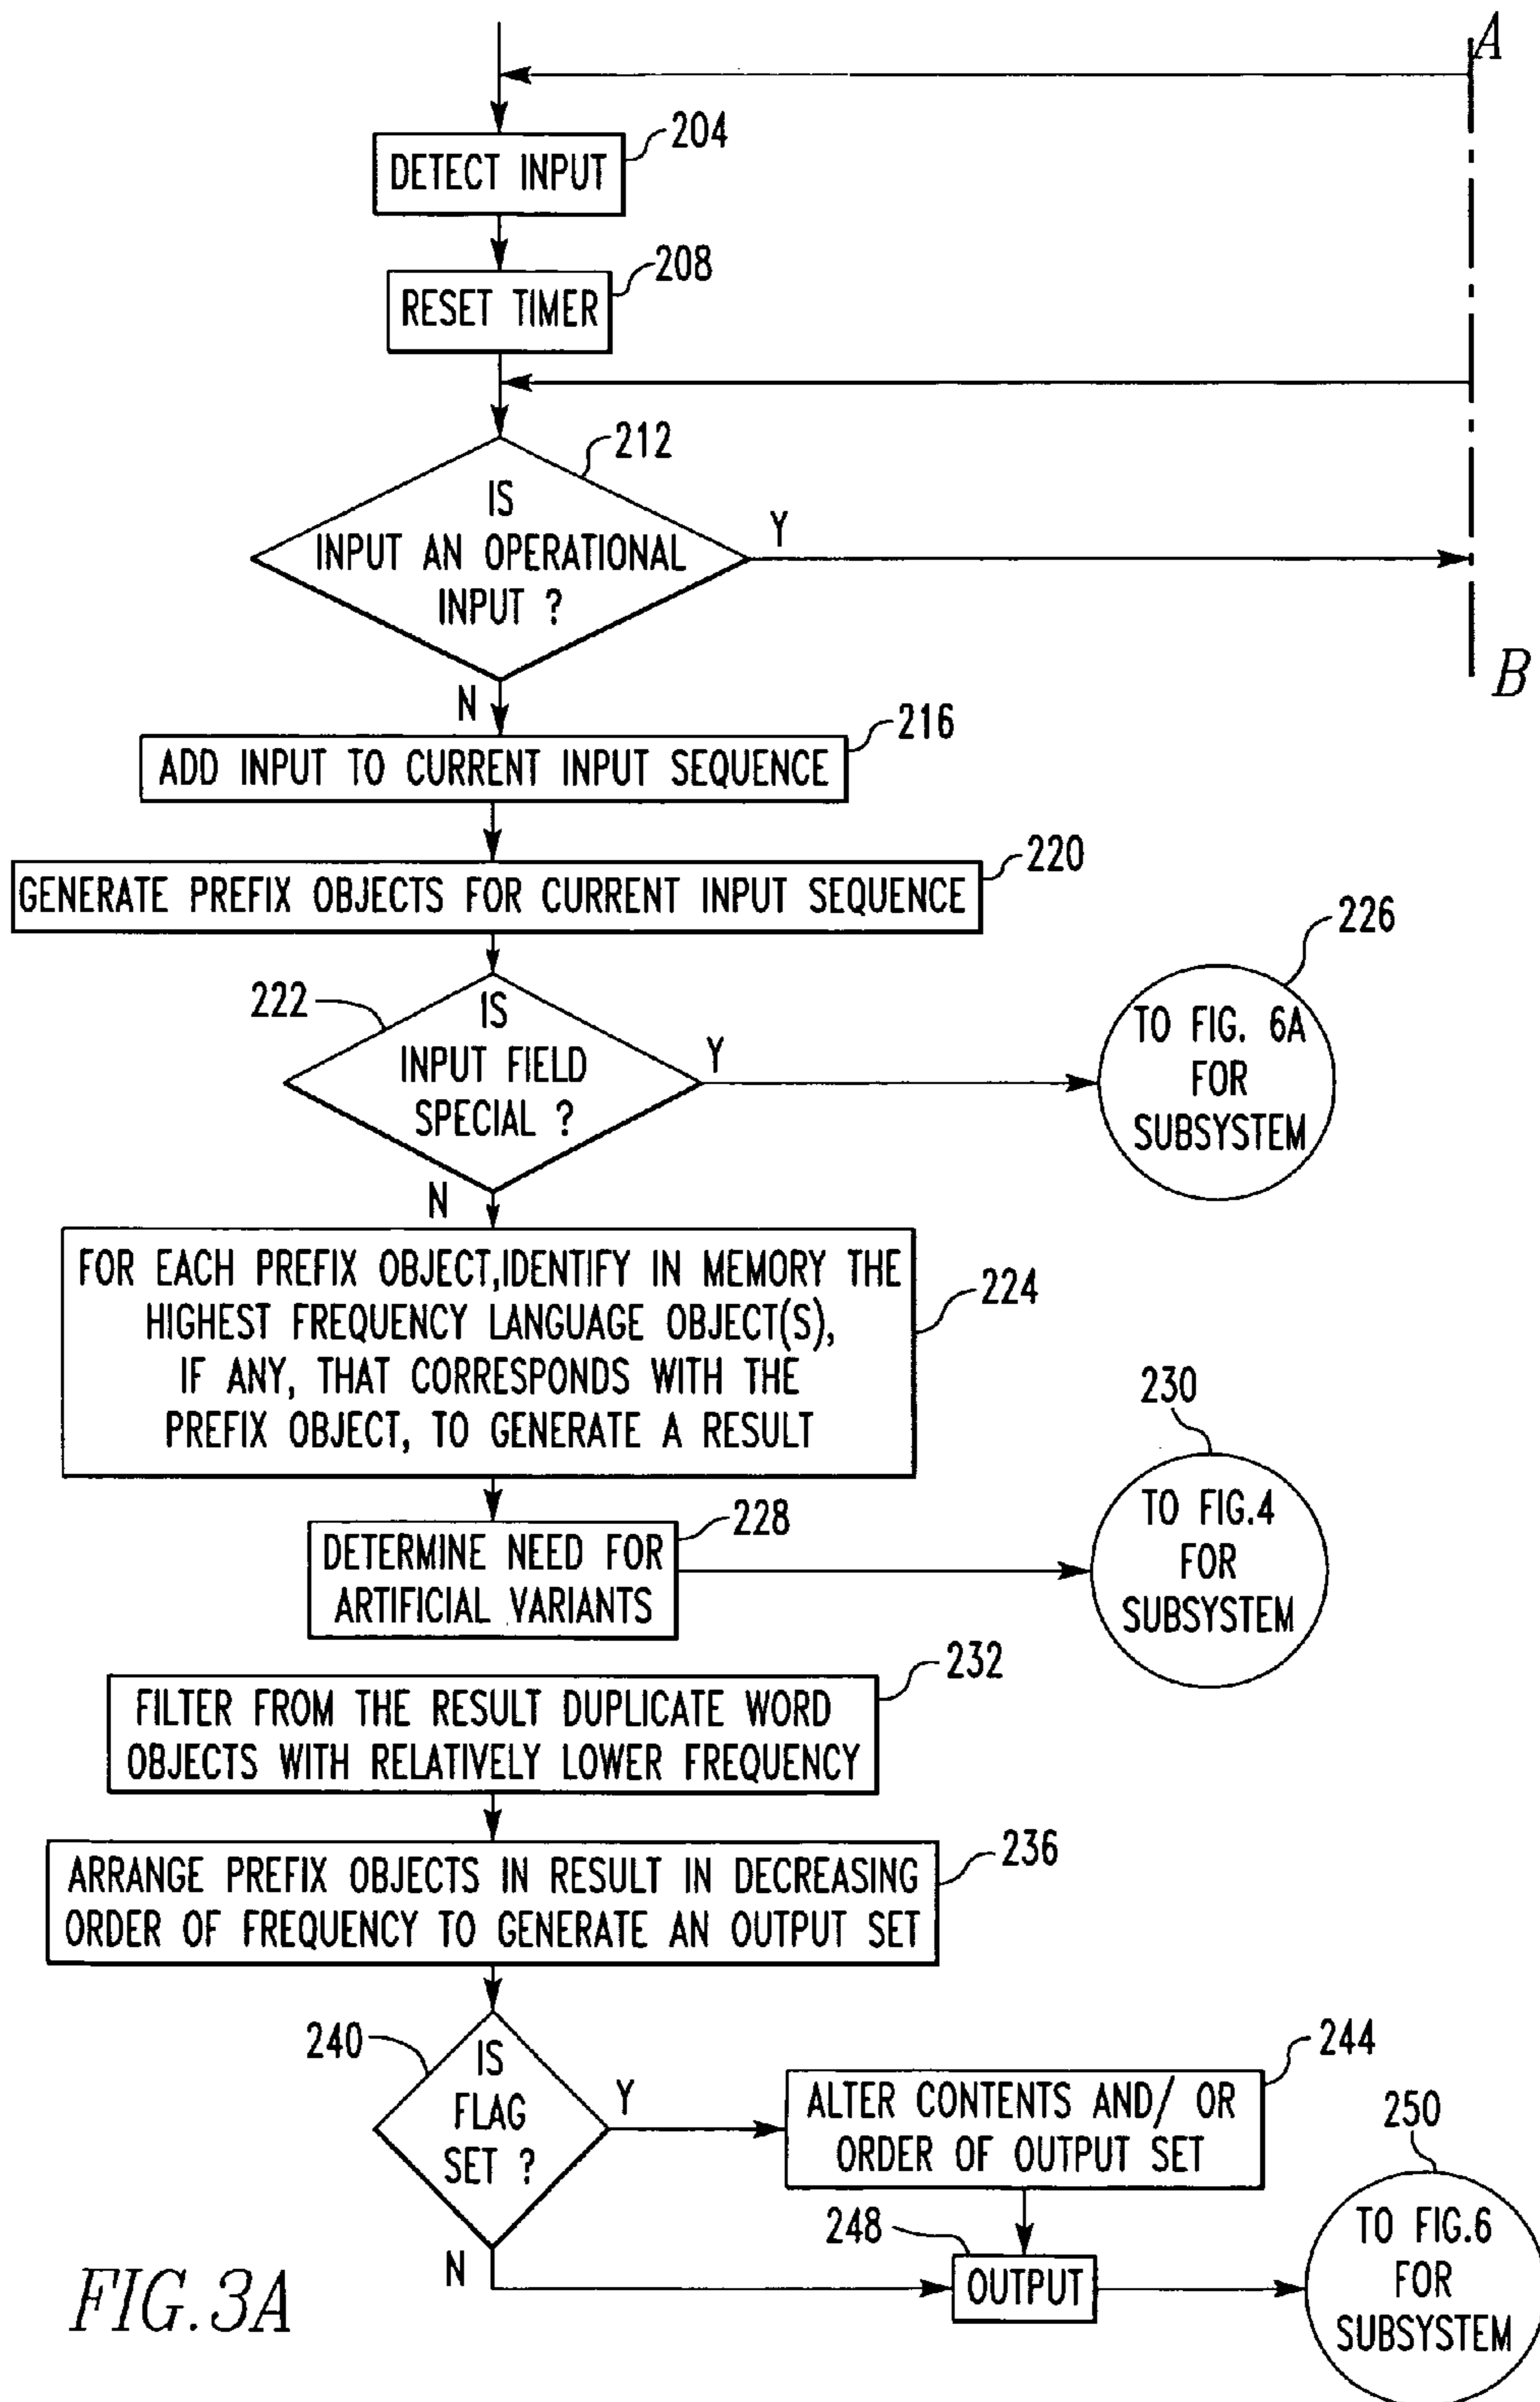 A
204
DETECT INPUT
208
RESET TIMER
212
IS
INPUT AN OPERATIONAL
INPUT ?
Y
B
N
216
ADD INPUT TO CURRENT INPUT SEQUENCE
220
GENERATE PREFIX OBJECTS FOR CURRENT INPUT SEQUENCE
226
222
IS
INPUT FIELD
SPECIAL ?
Y
TO FIG. 6A
FOR
SUBSYSTEM
N
FOR EACH PREFIX OBJECT,IDENTIFY IN MEMORY THE
HIGHEST FREQUENCY LANGUAGE OBJECT(S),
IF ANY, THAT CORRESPONDS WITH THE
PREFIX OBJECT, TO GENERATE A RESULT
224
230
228
DETERMINE NEED FOR
ARTIFICIAL VARIANTS
TO FIG.4
FOR
SUBSYSTEM
232
FILTER FROM THE RESULT DUPLICATE WORD
OBJECTS WITH RELATIVELY LOWER FREQUENCY
236
ARRANGE PREFIX OBJECTS IN RESULT IN DECREASING
ORDER OF FREQUENCY TO GENERATE AN OUTPUT SET
240
IS
FLAG
SET ?
Y
244
ALTER CONTENTS AND/ OR
ORDER OF OUTPUT SET
250
248
N
OUTPUT
TO FIG.6
FOR
SUBSYSTEM
FIG.3A